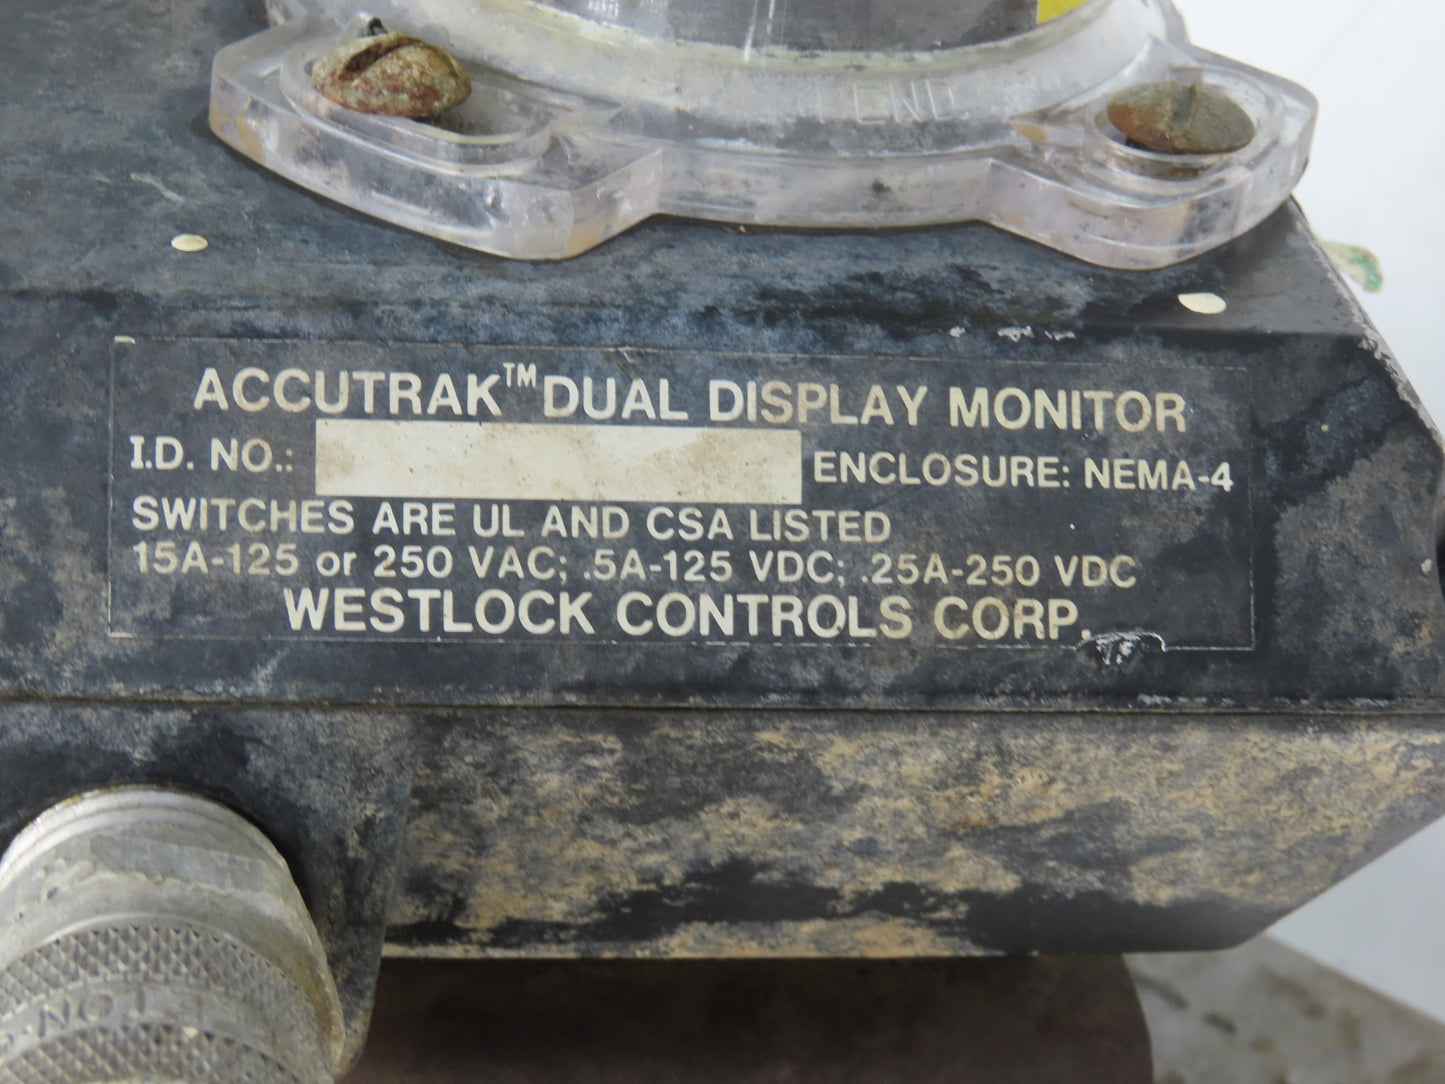 ACCUTRAK™ DUAL DISPLAY MONITOR
I.D. NO.: ENCLOSURE: NEMA-4
SWITCHES ARE UL AND CSA LISTED
15A-125 or 250 VAC; .5A-125 VDC; .25A-250 VDC
WESTLOCK CONTROLS CORP.